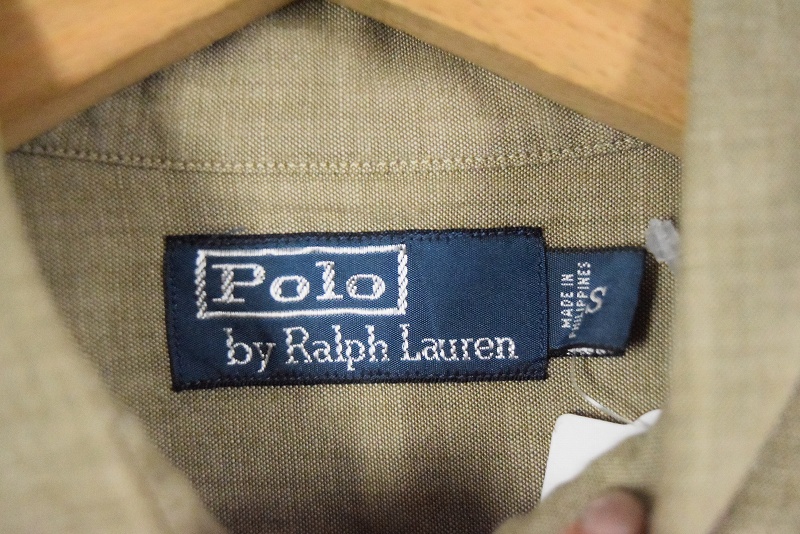 Polo
by Ralph Lauren
MADE IN
PHILIPPINES
S